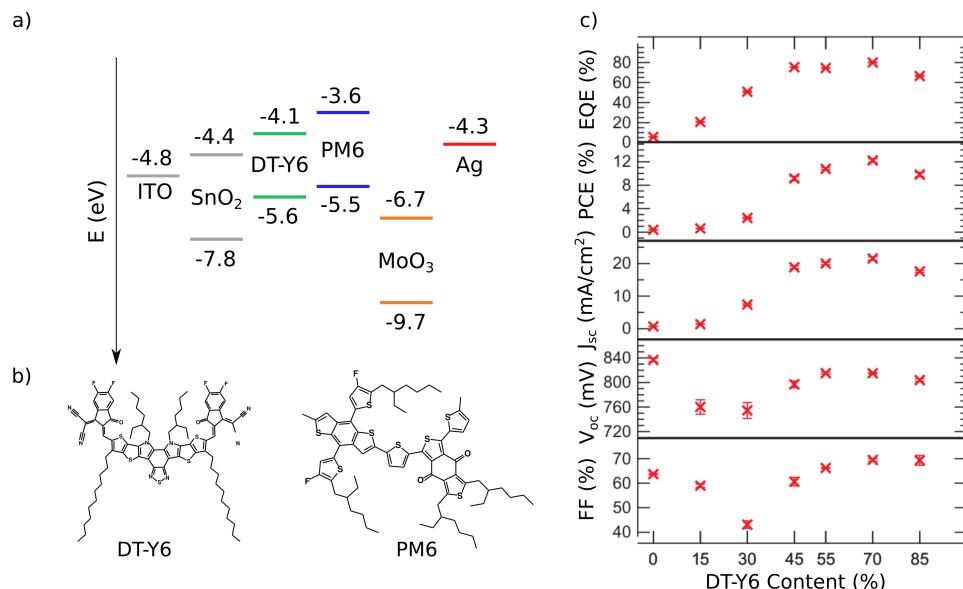 a)
E (eV)
-4.8
ITO
-4.4
SnO₂
-7.8
-4.1
DT-Y6
-5.6
-3.6
PM6
-5.5
-6.7
MoO₃
-9.7
-4.3
Ag
b)
F
F
N
N
O
N
N
N
S
N
S
S
S
S
F
F
O
N
N
DT-Y6
F
S
S
S
S
F
S
S
S
S
O
O
S
PM6
c)
EQE (%)
80
60
40
20
0
PCE (%)
12
8
4
0
J_sc (mA/cm²)
20
10
0
V_oc (mV)
840
800
760
720
FF (%)
70
60
50
40
0 15 30 45 55 70 85
DT-Y6 Content (%)